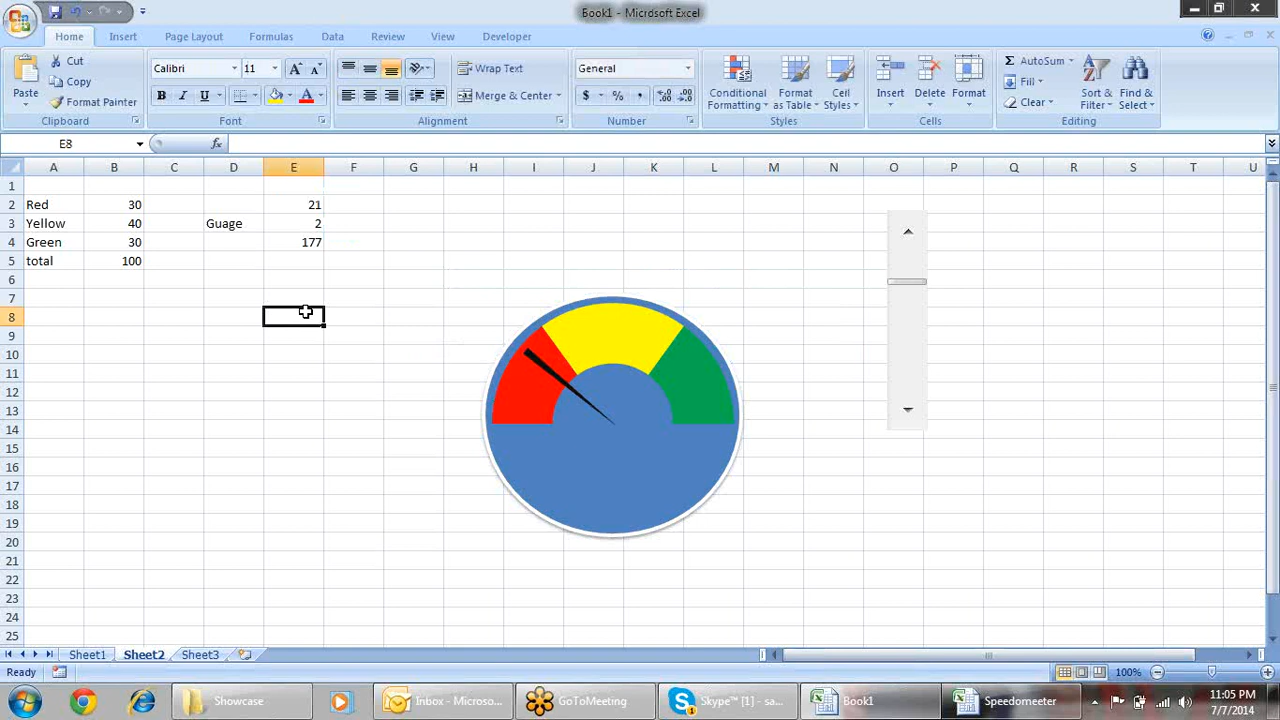 Book1 - Microsoft Excel
Home Insert Page Layout Formulas Data Review View Developer
Paste
Cut
Copy
Format Painter
Clipboard
Calibri 11
B I U
Font
Wrap Text
Merge & Center
Alignment
General
$ % ,
Number
Conditional Formatting
Format as Table
Cell Styles
Styles
Insert Delete Format
Cells
Σ AutoSum
Fill
Clear
Sort & Filter
Find & Select
Editing
E8 fx
A B C D E F G H I J K L M N O P Q R S T U
1
2 Red 30 21
3 Yellow 40 Guage 2
4 Green 30 177
5 total 100
6
7
8
9
10
11
12
13
14
15
16
17
18
19
20
21
22
23
24
25
Sheet1 Sheet2 Sheet3
Ready 100%
Showcase Inbox - Microso... GoToMeeting Skype™ [1] - sa... Book1 Speedometer
11:05 PM
7/7/2014